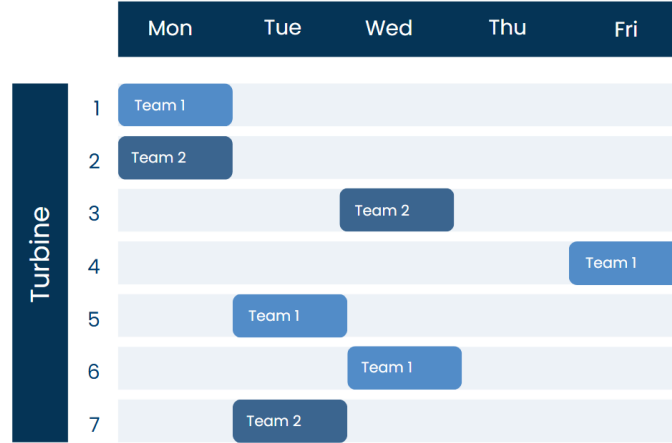 Mon Tue Wed Thu Fri
Turbine
1 Team 1
2 Team 2
3 Team 2
4 Team 1
5 Team 1
6 Team 1
7 Team 2